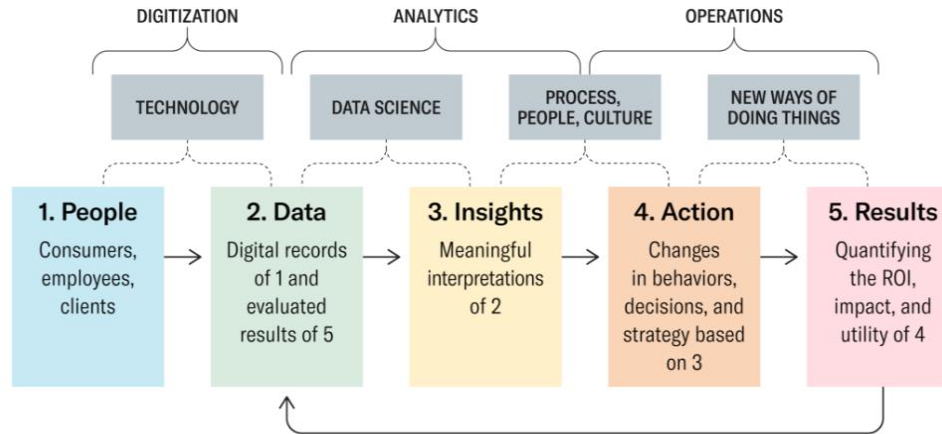 DIGITIZATION
ANALYTICS
OPERATIONS
TECHNOLOGY
DATA SCIENCE
PROCESS,
PEOPLE, CULTURE
NEW WAYS OF
DOING THINGS
1. People
Consumers,
employees,
clients
2. Data
Digital records
of 1 and
evaluated
results of 5
3. Insights
Meaningful
interpretations
of 2
4. Action
Changes
in behaviors,
decisions, and
strategy based
on 3
5. Results
Quantifying
the ROI,
impact, and
utility of 4